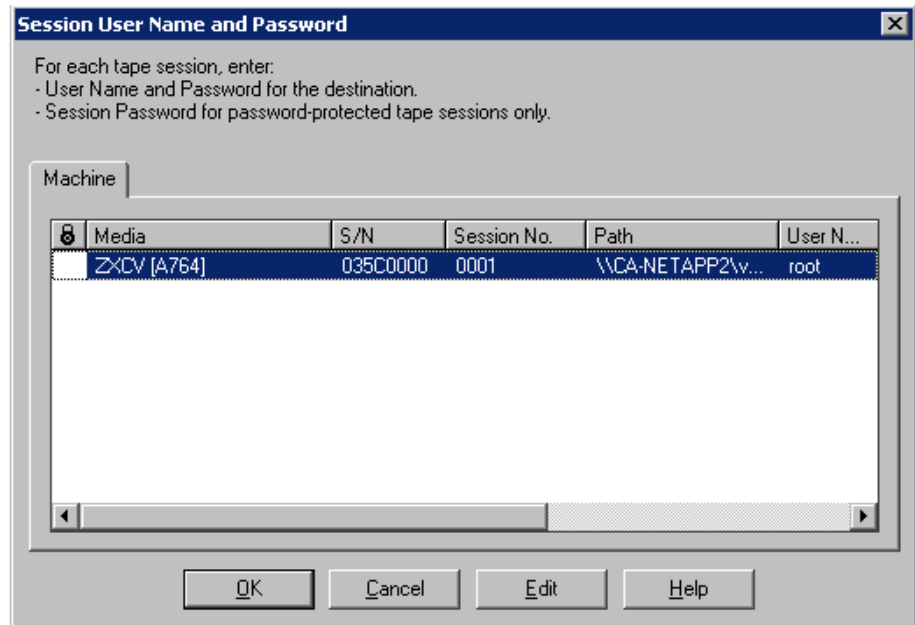 Session User Name and Password
For each tape session, enter:
- User Name and Password for the destination.
- Session Password for password-protected tape sessions only.
Machine
Media S/N Session No. Path User N...
ZXCV [A764] 035C0000 0001 \\CA-NETAPP2\v... root
OK Cancel Edit Help